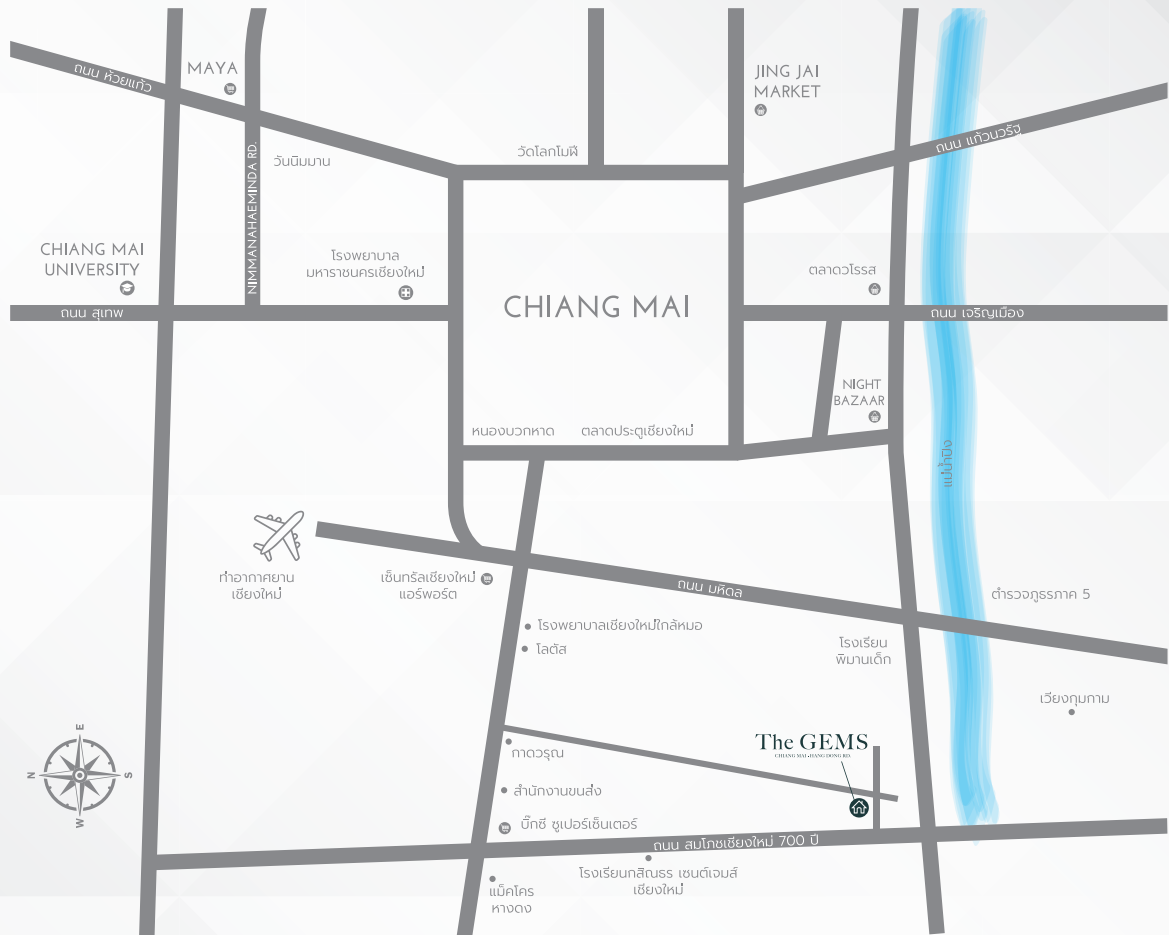 ถนน ห้วยแก้ว
MAYA
JING JAI
MARKET
ถนน แก้วนวรัฐ
วัดโลกโมฬี
วันนิมมาน
NIMMANAHAEMINDA RD.
CHIANG MAI
UNIVERSITY
โรงพยาบาล
มหาราชนครเชียงใหม่
ตลาดวโรรส
CHIANG MAI
ถนน สุเทพ
ถนน เจริญเมือง
NIGHT
BAZAAR
หนองบวกหาด
ตลาดประตูเชียงใหม่
แม่น้ำปิง
ท่าอากาศยาน
เชียงใหม่
เซ็นทรัลเชียงใหม่
แอร์พอร์ต
ถนน มหิดล
ตำรวจภูธรภาค 5
โรงพยาบาลเชียงใหม่ใกล้หมอ
โลตัส
โรงเรียน
พิมานเด็ก
เวียงกุมกาม
E
N
S
W
The GEMS
CHIANG MAI - HANG DONG RD.
กาดวรุณ
สำนักงานขนส่ง
บิ๊กซี ซูเปอร์เซ็นเตอร์
ถนน สมโภชเชียงใหม่ 700 ปี
โรงเรียนกสิณธร เซนต์เจมส์
เชียงใหม่
แม็คโคร
หางดง